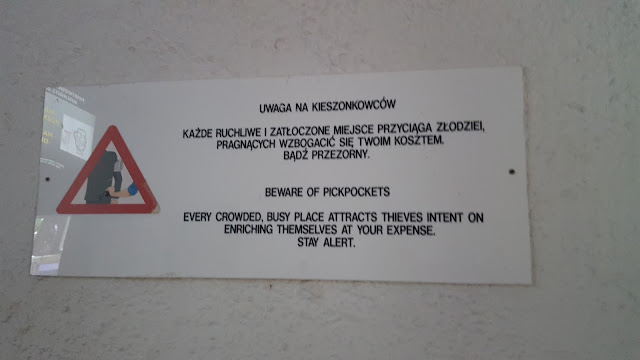 UWAGA NA KIESZONKOWCÓW
KAŻDE RUCHLIWE I ZATŁOCZONE MIEJSCE PRZYCIĄGA ZŁODZIEI,
PRAGNĄCYCH WZBOGACIĆ SIĘ TWOIM KOSZTEM.
BĄDŹ PRZEZORNY.
BEWARE OF PICKPOCKETS
EVERY CROWDED, BUSY PLACE ATTRACTS THIEVES INTENT ON
ENRICHING THEMSELVES AT YOUR EXPENSE.
STAY ALERT.